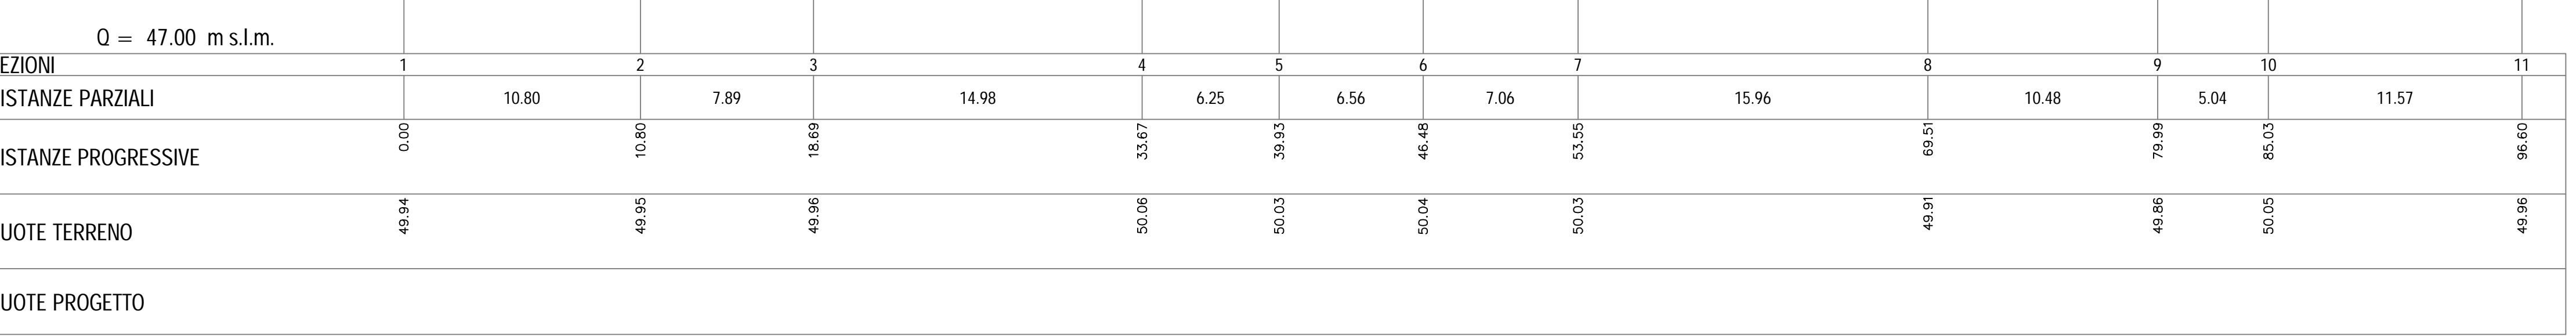 Q = 47.00 m s.l.m.
EZIONI 1 2 3 4 5 6 7 8 9 10 11
ISTANZE PARZIALI 10.80 7.89 14.98 6.25 6.56 7.06 15.96 10.48 5.04 11.57
ISTANZE PROGRESSIVE 0.00 10.80 18.69 33.67 39.93 46.48 53.55 69.51 79.99 85.03 96.60
UOTE TERRENO 49.94 49.95 49.96 50.06 50.03 50.04 50.03 49.91 49.86 50.05 49.96
UOTE PROGETTO